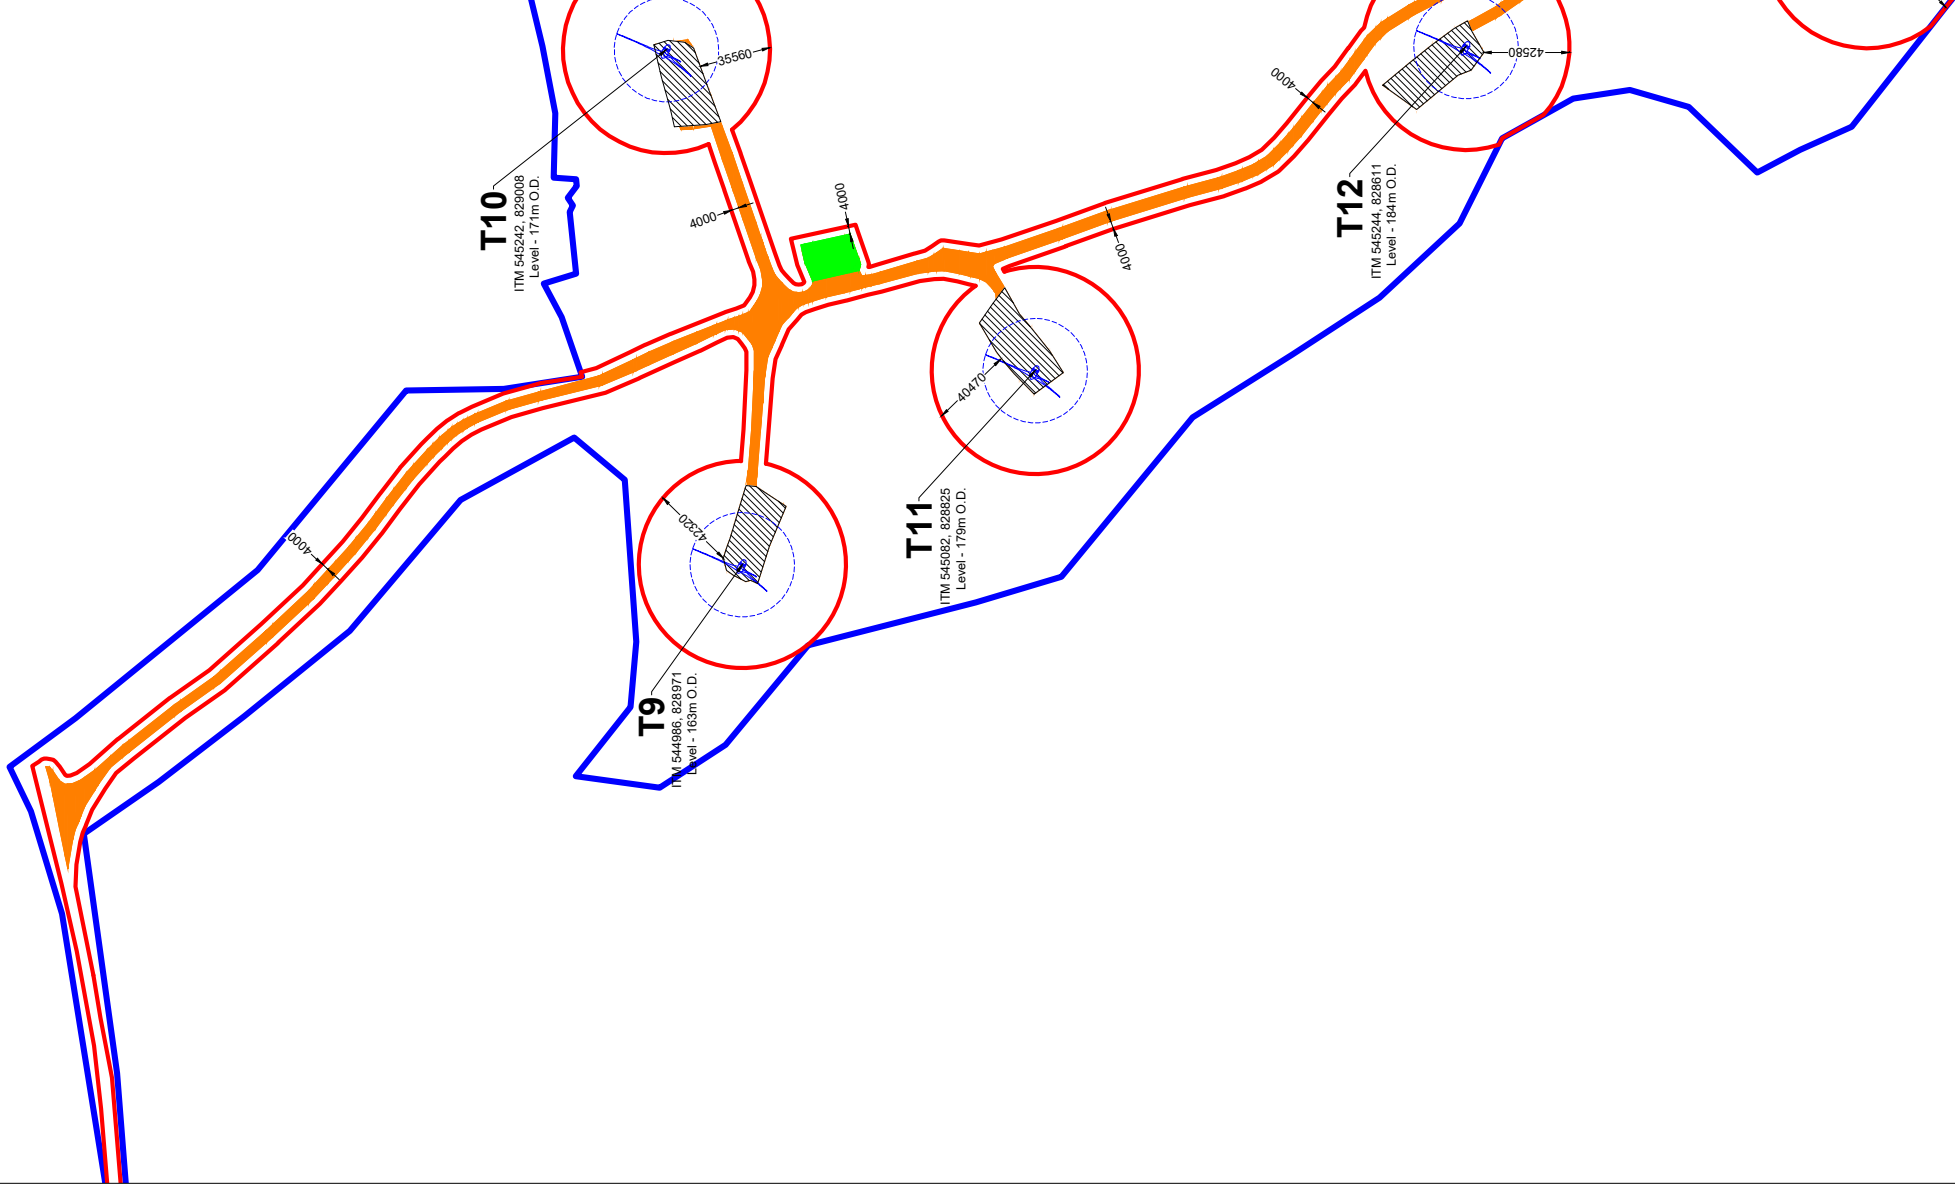 T10
ITM 545242, 829008
Level - 171m O.D.
35560
4000
4000
T11
ITM 545082, 828825
Level - 179m O.D.
40470
4000
T12
ITM 545244, 828611
Level - 184m O.D.
42580
4000
T9
ITM 544986, 828971
Level - 163m O.D.
42320
4000